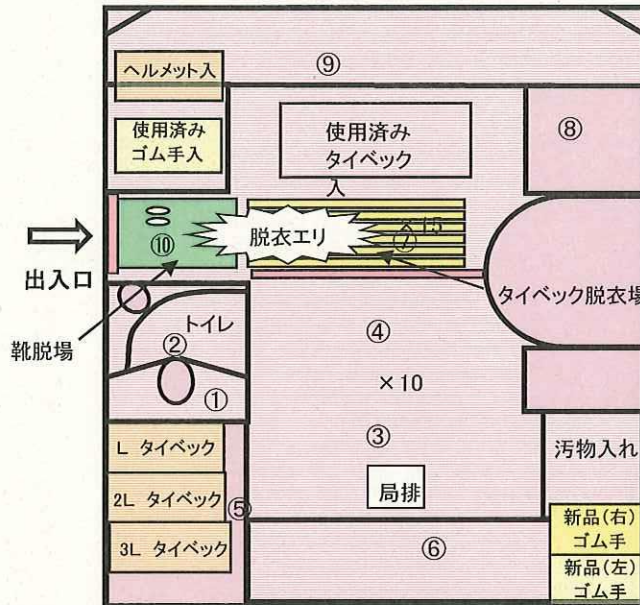 ヘルメット入
⑨
使用済み
ゴム手入
使用済み
タイベック
入
⑧
⑩
脱衣エリ
⑦
出入口
タイベック脱衣場
トイレ
②
靴脱場
④
×10
①
③
L タイベック
汚物入れ
2L タイベック
⑤
局排
新品(右)
ゴム手
3L タイベック
⑥
新品(左)
ゴム手